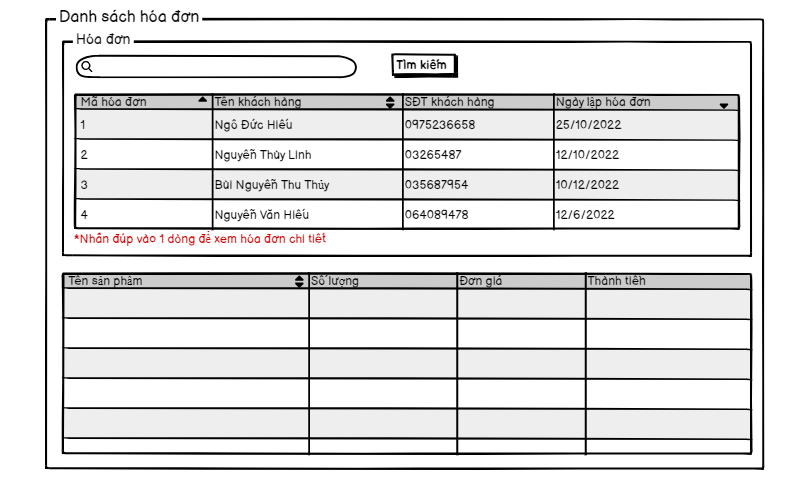 Danh sách hóa đơn
Hóa đơn
Tìm kiếm
Mã hóa đơn Tên khách hàng SĐT khách hàng Ngày lập hóa đơn
1 Ngô Đức Hiếu 0975236658 25/10/2022
2 Nguyễn Thùy Linh 03265487 12/10/2022
3 Bùi Nguyễn Thu Thủy 035687954 10/12/2022
4 Nguyễn Văn Hiếu 064089478 12/6/2022
*Nhấn đúp vào 1 dòng để xem hóa đơn chi tiết
Tên sản phẩm Số lượng Đơn giá Thành tiền